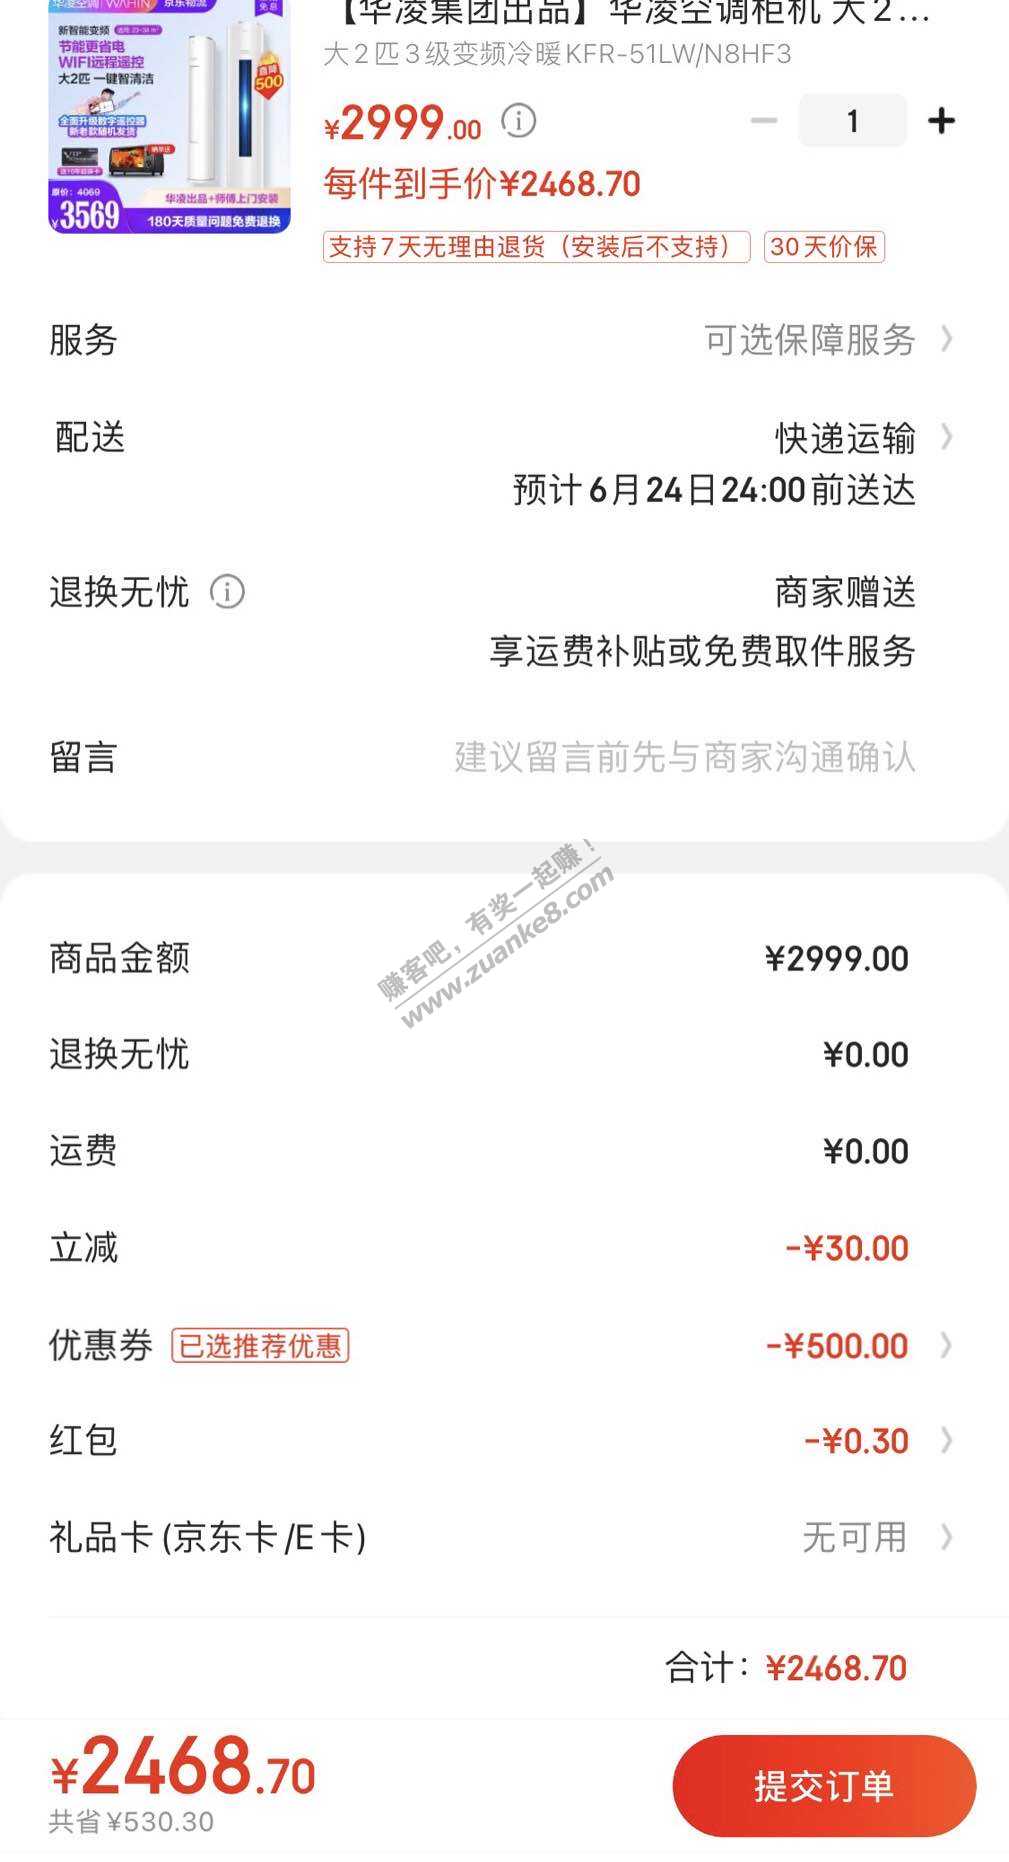 华凌空调 WAHIN 京东物流
免息
新智能变频 适用23-34㎡
节能更省电
WIFI远程遥控
大2匹 一键智清洁
直降
500
全面升级数字遥控器
新老款随机发货
VIP
晒单送
送10年延保卡
原价：4069
¥3569
华凌出品+师傅上门安装
180天质量问题免费退换
【华凌集团出品】华凌空调柜机 大2...
大2匹3级变频冷暖KFR-51LW/N8HF3
¥2999.00
1
每件到手价¥2468.70
支持7天无理由退货（安装后不支持） 30天价保
服务 可选保障服务
配送 快递运输
预计6月24日24:00前送达
退换无忧 商家赠送
享运费补贴或免费取件服务
留言 建议留言前先与商家沟通确认
赚客吧，有奖一起赚！
www.zuanke8.com
商品金额 ¥2999.00
退换无忧 ¥0.00
运费 ¥0.00
立减 -¥30.00
优惠券 已选推荐优惠 -¥500.00
红包 -¥0.30
礼品卡(京东卡/E卡) 无可用
合计：¥2468.70
¥2468.70
共省¥530.30
提交订单